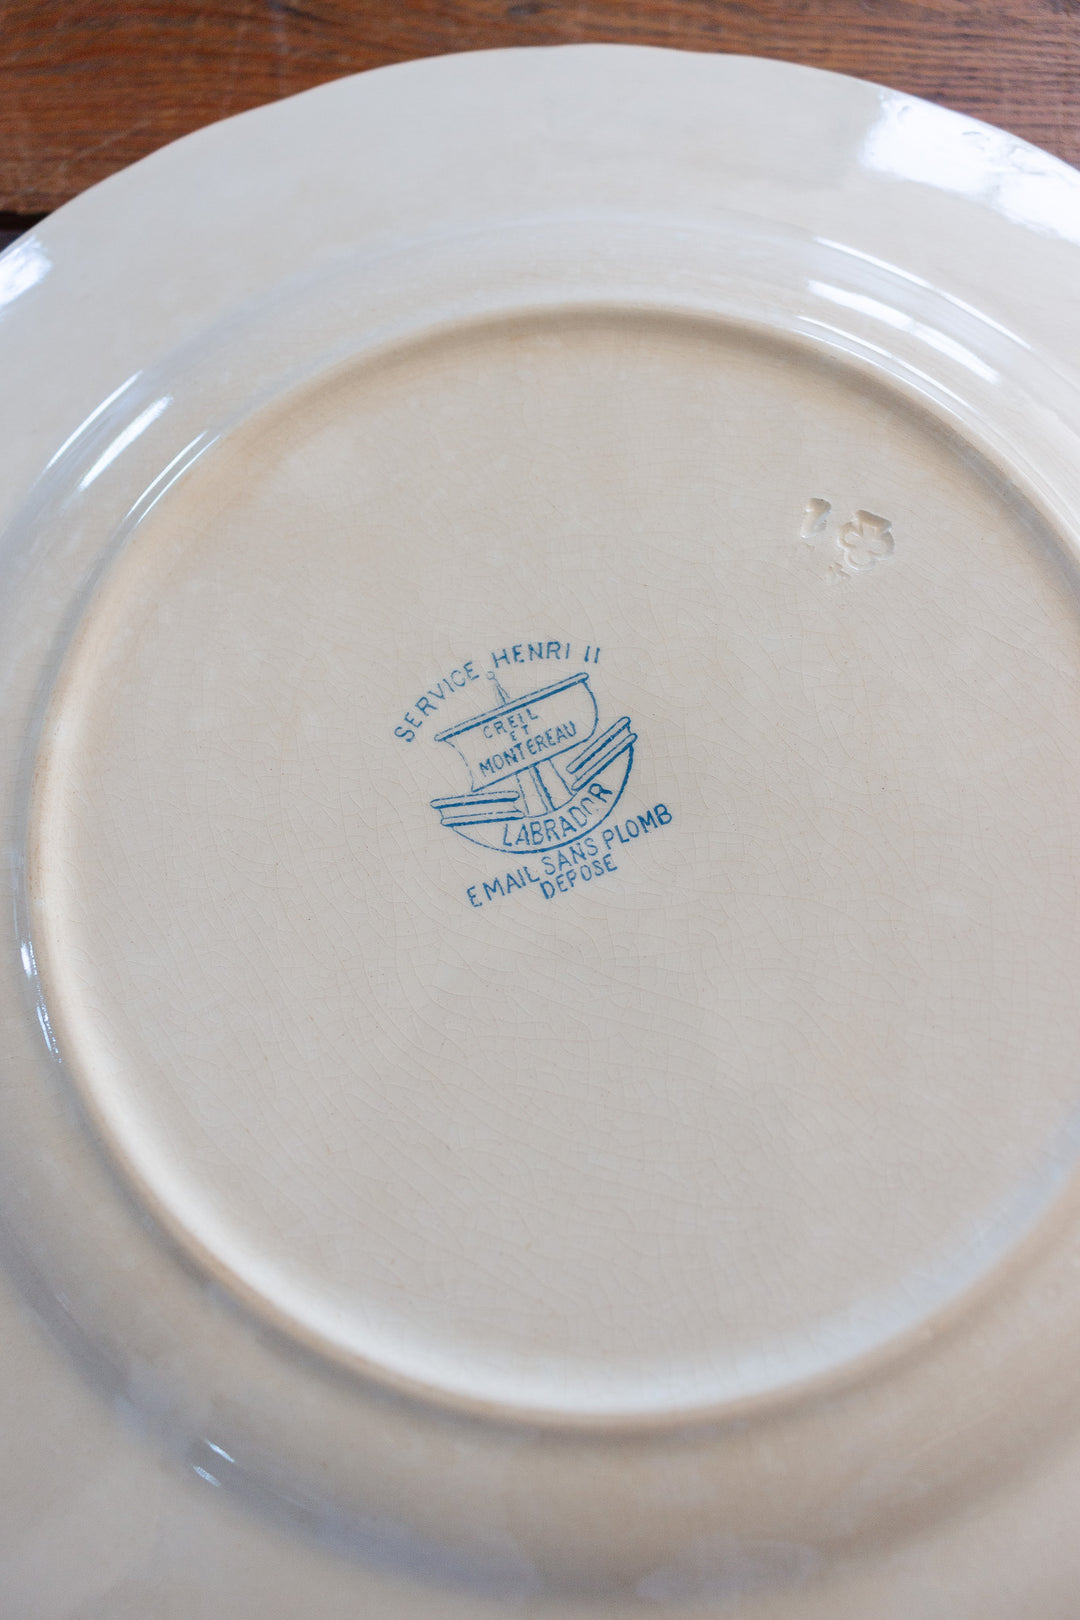 SERVICE HENRI II
CREIL
ET
MONTEREAU
LABRADOR
EMAIL SANS PLOMB
DEPOSE